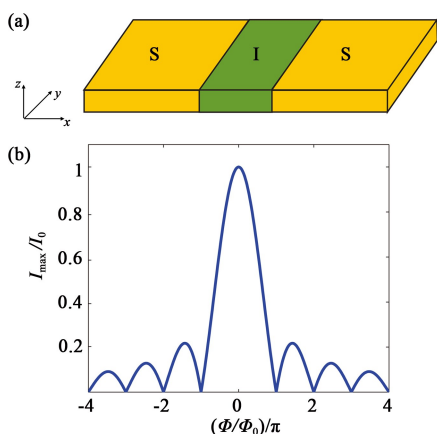 (a)
S I S
z
y
x
(b)
1
0.8
0.6
0.4
0.2
I_max/I_0
-4 -2 0 2 4
(Φ/Φ_0)/π